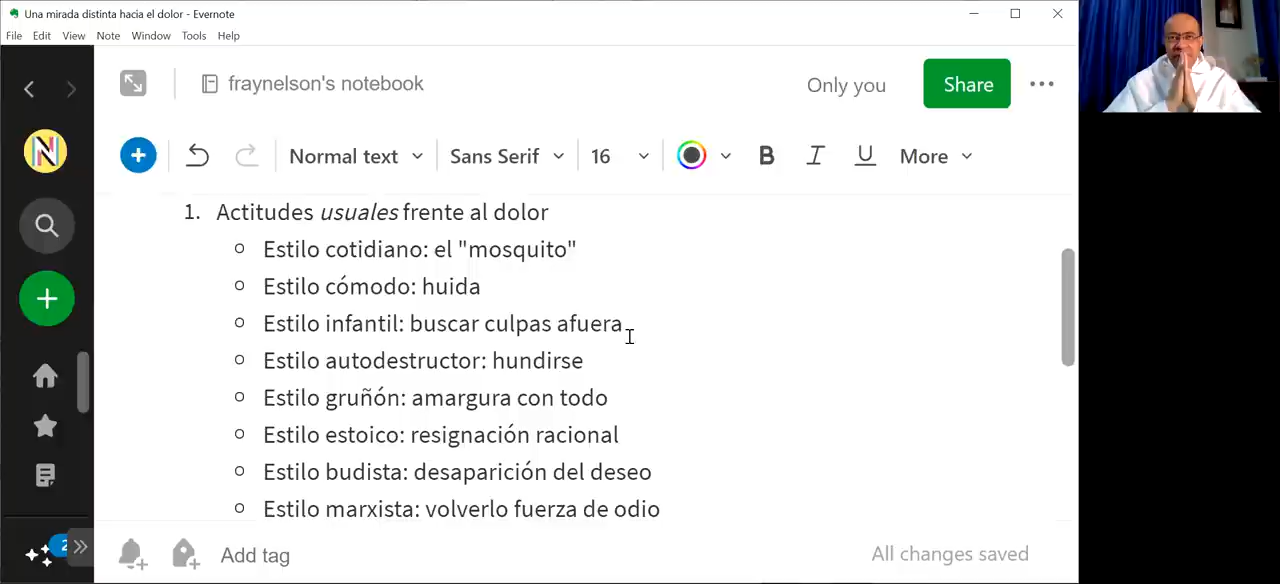 Una mirada distinta hacia el dolor - Evernote
File Edit View Note Window Tools Help
fraynelson's notebook
Only you
Share
Normal text
Sans Serif
16
B I U More
1. Actitudes usuales frente al dolor
Estilo cotidiano: el "mosquito"
Estilo cómodo: huida
Estilo infantil: buscar culpas afuera
Estilo autodestructor: hundirse
Estilo gruñón: amargura con todo
Estilo estoico: resignación racional
Estilo budista: desaparición del deseo
Estilo marxista: volverlo fuerza de odio
2
Add tag
All changes saved
N